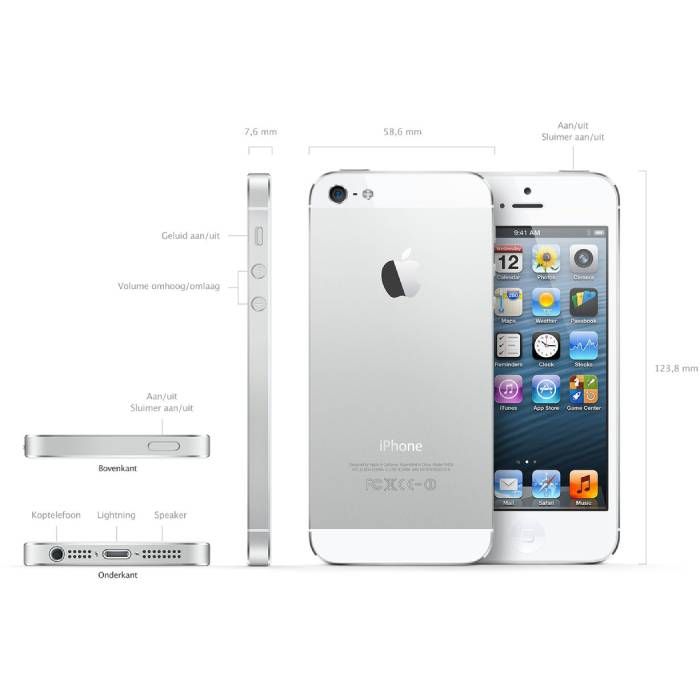 7,6 mm
58,6 mm
Aan/uit
Sluimer aan/uit
Geluid aan/uit
Volume omhoog/omlaag
123,8 mm
Aan/uit
Sluimer aan/uit
Bovenkant
Koptelefoon
Lightning
Speaker
Onderkant
iPhone
9:41 AM
12
Calendar
Photos
Camera
280
Maps
Weather
Passbook
Reminders
Clock
Stocks
iTunes
App Store
Game Center
Mail
Safari
Music